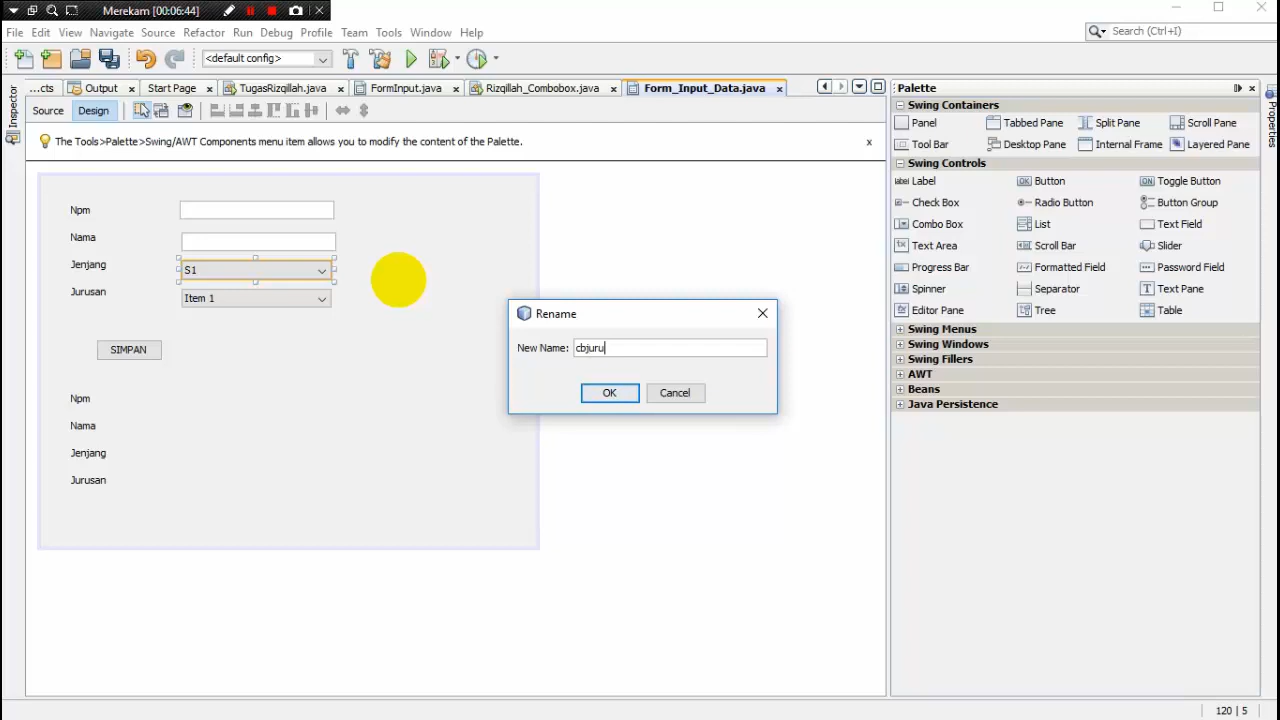 Merekam [00:06:44]
File Edit View Navigate Source Refactor Run Debug Profile Team Tools Window Help
Search (Ctrl+I)
<default config>
...cts Output Start Page TugasRizqillah.java FormInput.java Rizqillah_Combobox.java Form_Input_Data.java
Source Design
The Tools>Palette>Swing/AWT Components menu item allows you to modify the content of the Palette.
Inspector
Npm
Nama
Jenjang S1
Jurusan Item 1
SIMPAN
Npm
Nama
Jenjang
Jurusan
Rename
New Name: cbjuru
OK Cancel
Palette
Swing Containers
Panel Tabbed Pane Split Pane Scroll Pane
Tool Bar Desktop Pane Internal Frame Layered Pane
Swing Controls
label Label OK Button ON Toggle Button
Check Box Radio Button Button Group
Combo Box List Text Field
Text Area Scroll Bar Slider
Progress Bar Formatted Field Password Field
Spinner Separator Text Pane
Editor Pane Tree Table
Swing Menus
Swing Windows
Swing Fillers
AWT
Beans
Java Persistence
Properties
120 | 5